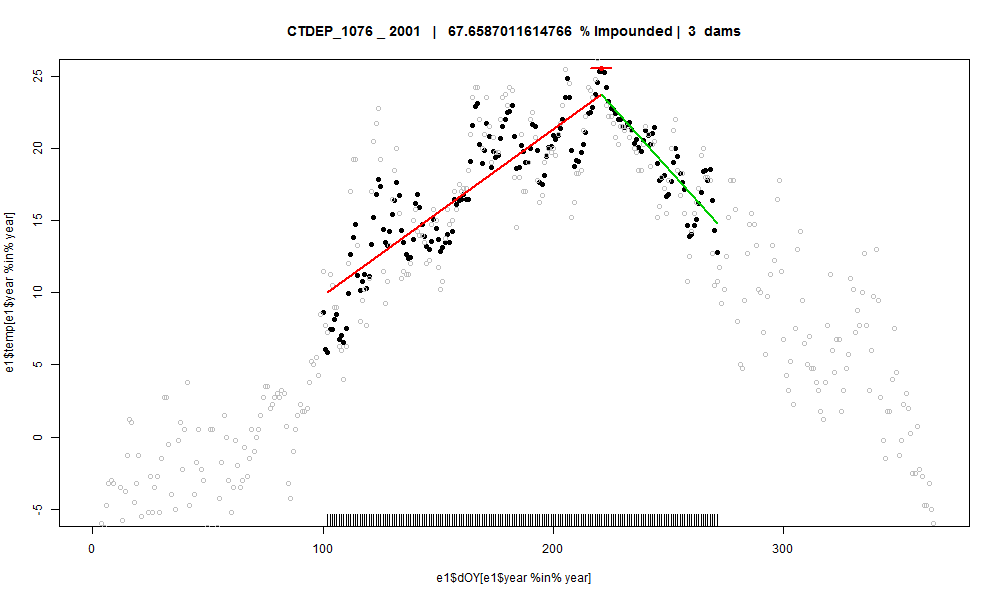 CTDEP_1076 _ 2001 | 67.6587011614766 % Impounded | 3 dams
25
20
15
10
5
0
-5
e1$temp[e1$year %in% year]
0 100 200 300
e1$dOY[e1$year %in% year]